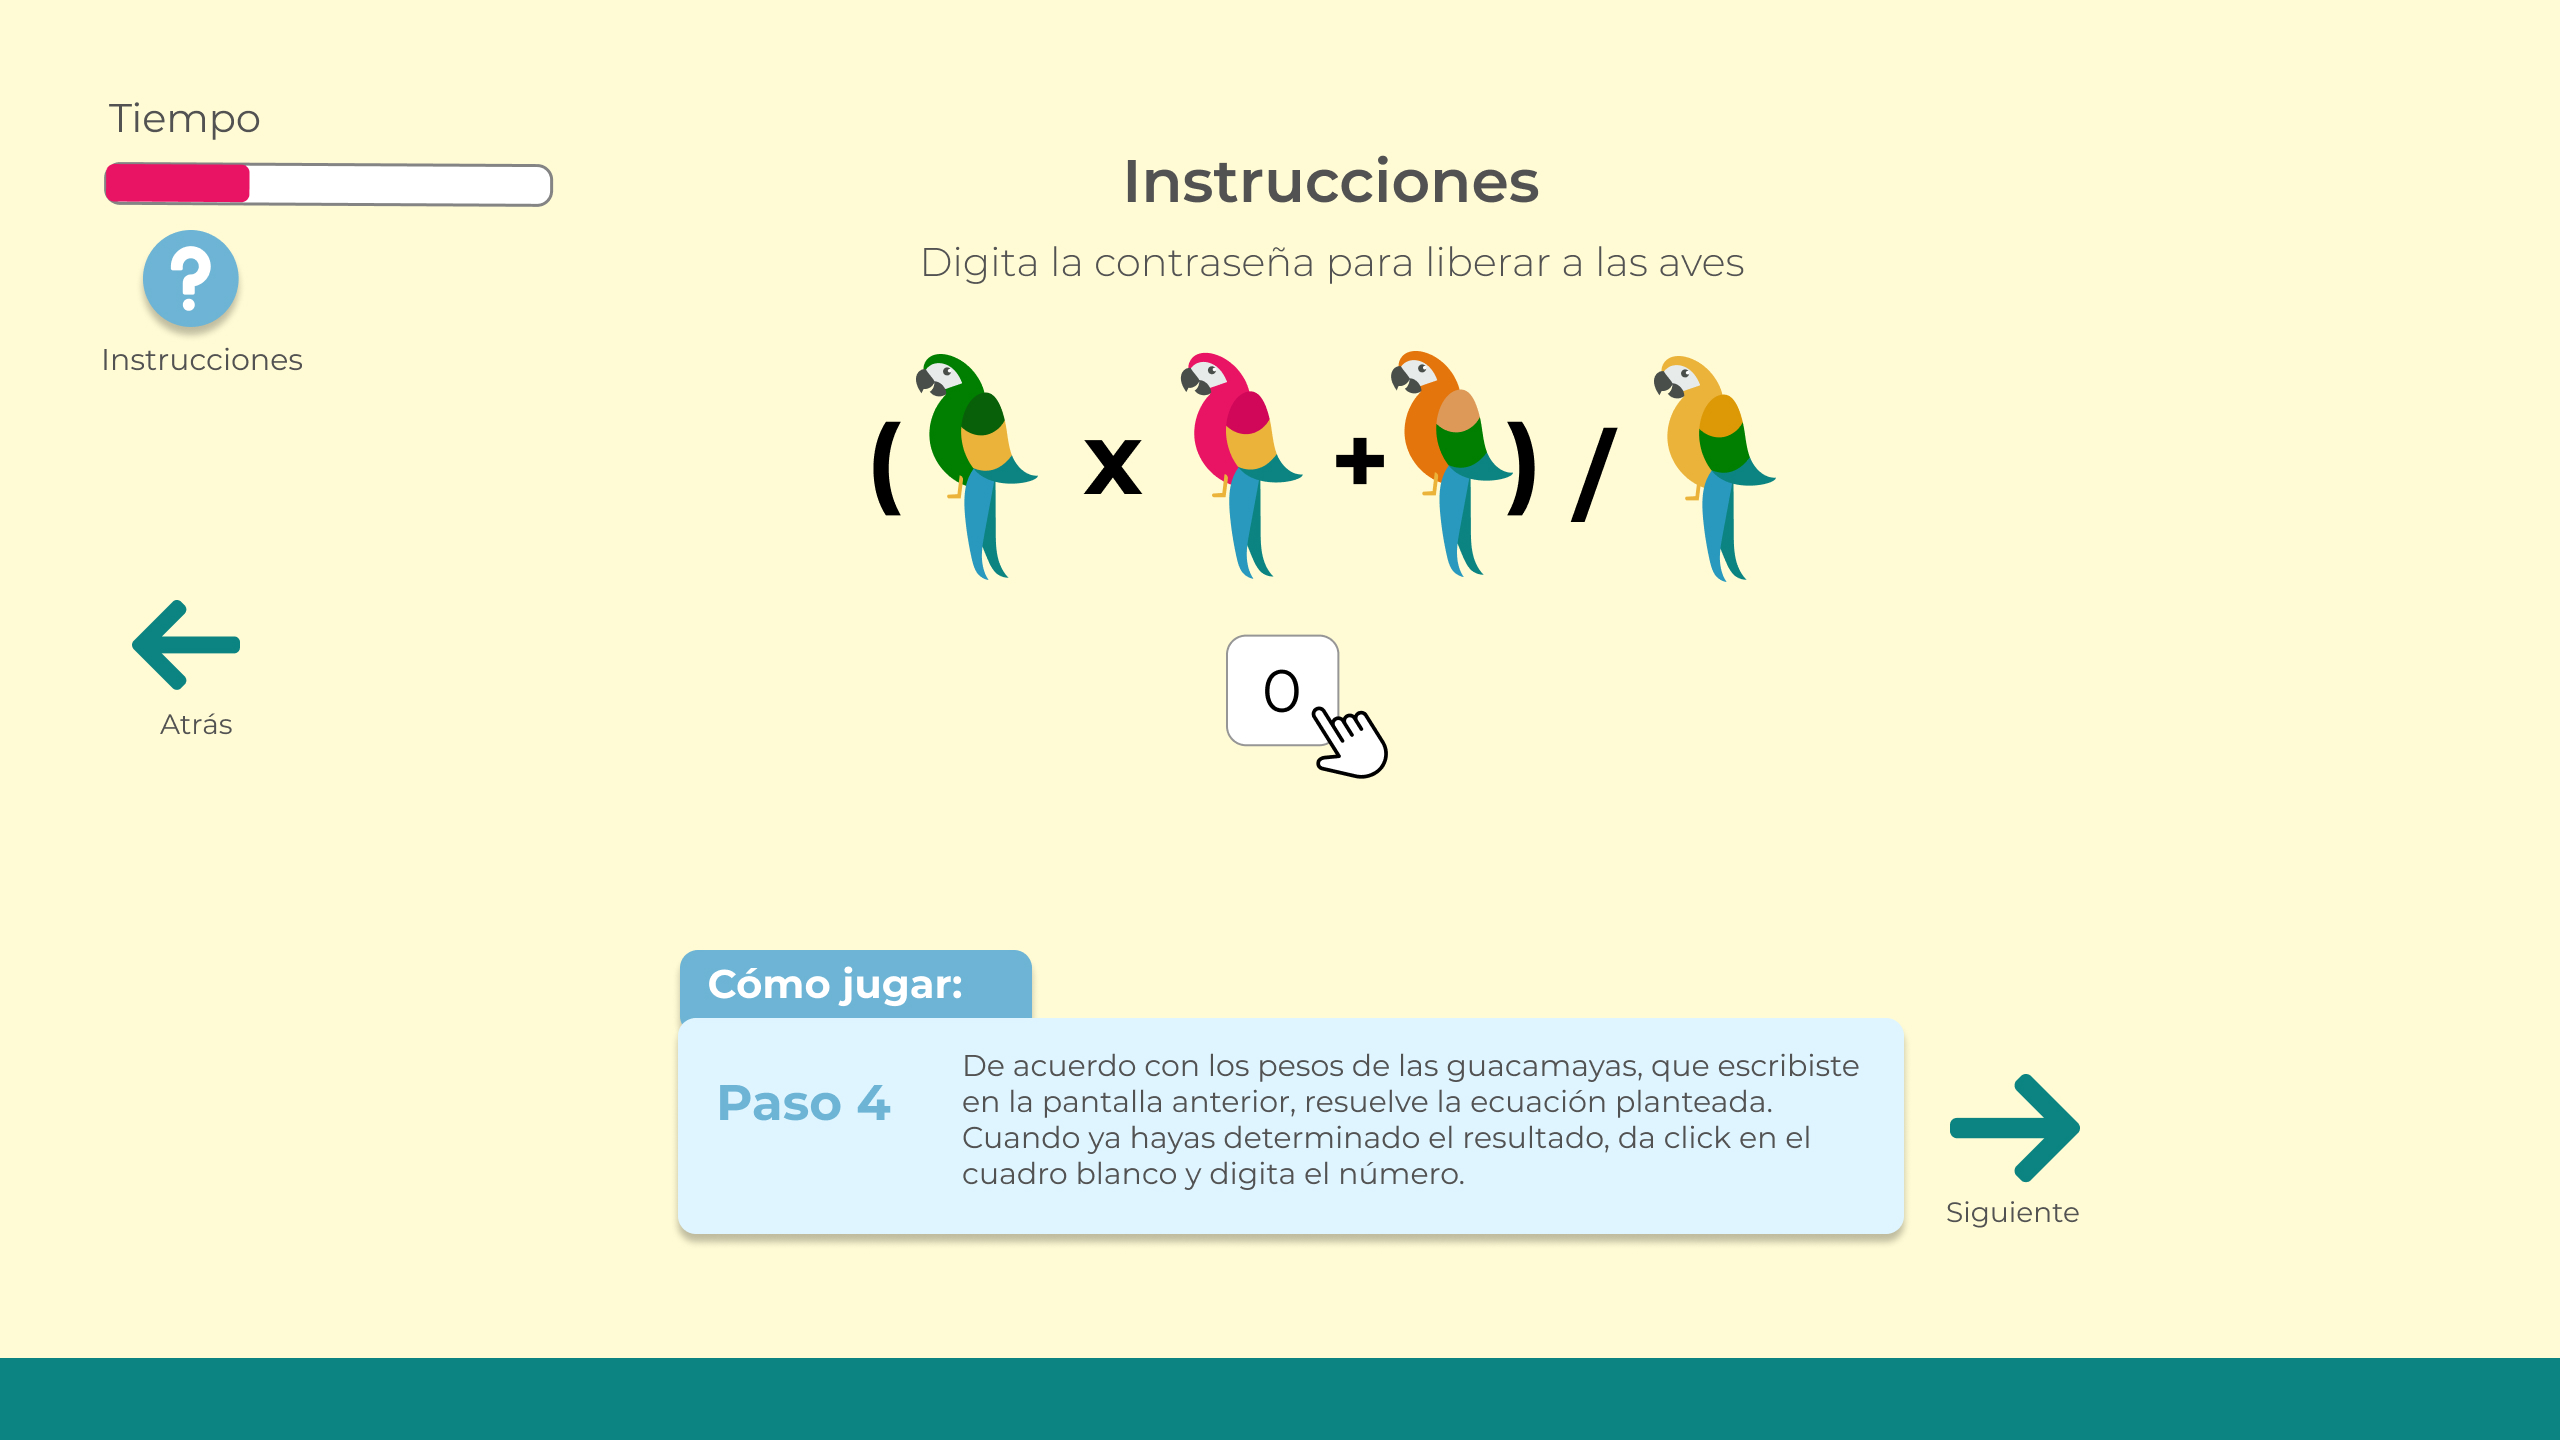 Tiempo
Instrucciones
Digita la contraseña para liberar a las aves
Instrucciones
( x + ) /
0
Atrás
Cómo jugar:
Paso 4
De acuerdo con los pesos de las guacamayas, que escribiste
en la pantalla anterior, resuelve la ecuación planteada.
Cuando ya hayas determinado el resultado, da click en el
cuadro blanco y digita el número.
Siguiente